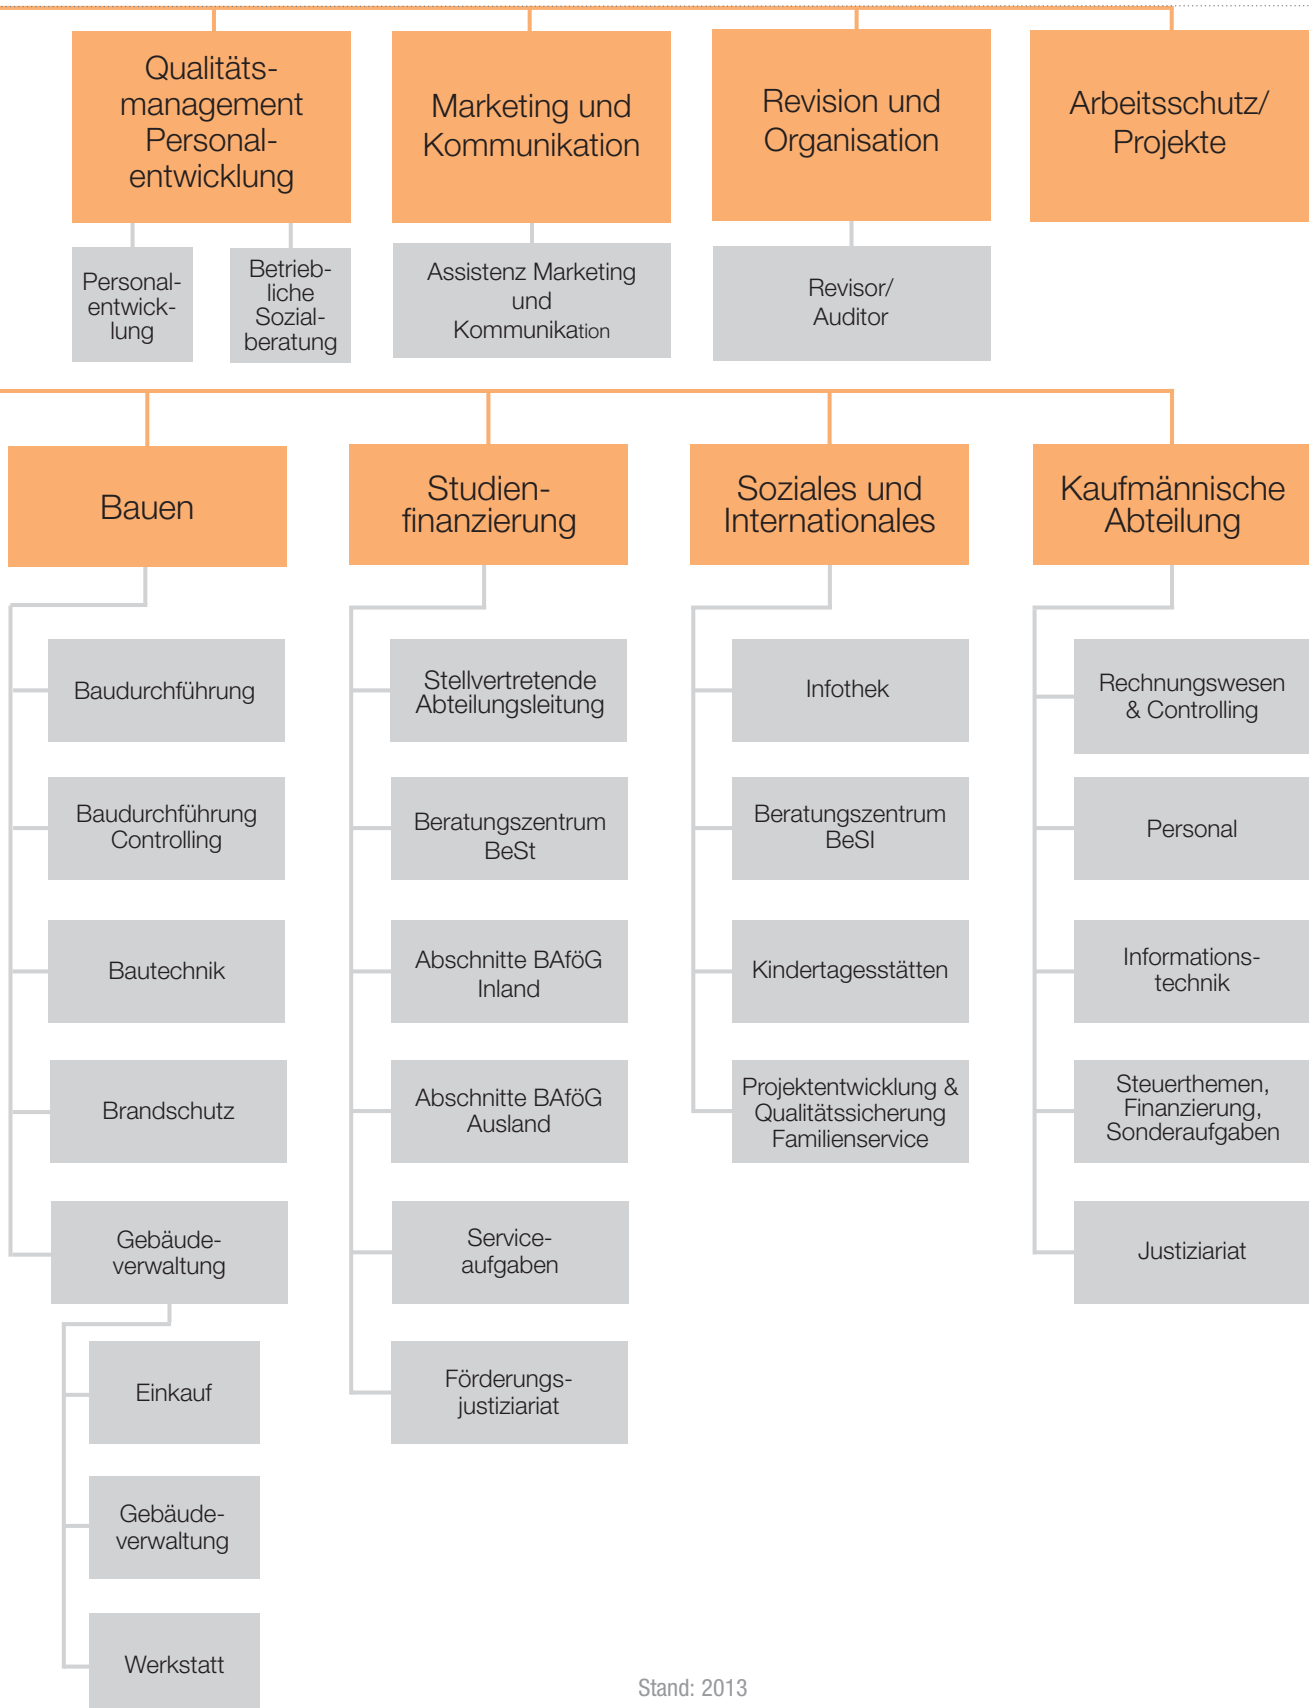 Qualitäts-
management
Personal-
entwicklung
Marketing und
Kommunikation
Revision und
Organisation
Arbeitsschutz/
Projekte
Personal-
entwick-
lung
Betrieb-
liche
Sozial-
beratung
Assistenz Marketing
und
Kommunikation
Revisor/
Auditor
Bauen
Studien-
finanzierung
Soziales und
Internationales
Kaufmännische
Abteilung
Baudurchführung
Baudurchführung
Controlling
Bautechnik
Brandschutz
Gebäude-
verwaltung
Einkauf
Gebäude-
verwaltung
Werkstatt
Stellvertretende
Abteilungsleitung
Beratungszentrum
BeSt
Abschnitte BAföG
Inland
Abschnitte BAföG
Ausland
Service-
aufgaben
Förderungs-
justiziariat
Infothek
Beratungszentrum
BeSI
Kindertagesstätten
Projektentwicklung &
Qualitätssicherung
Familienservice
Rechnungswesen
& Controlling
Personal
Informations-
technik
Steuerthemen,
Finanzierung,
Sonderaufgaben
Justiziariat
Stand: 2013